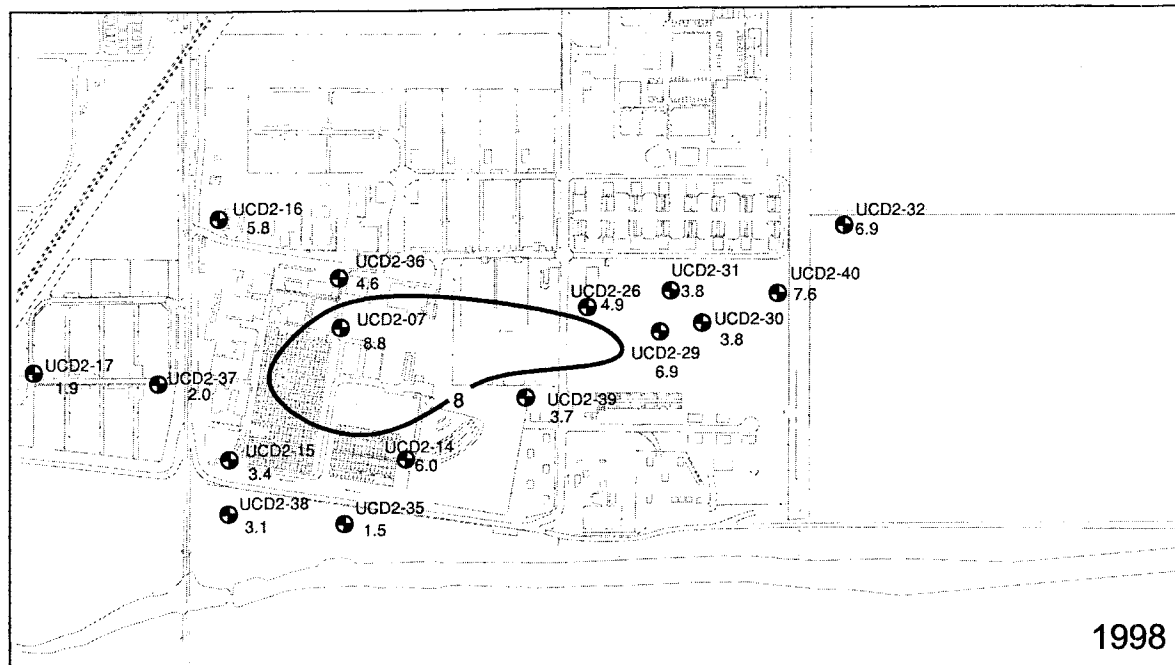 UCD2-16
5.8
UCD2-32
6.9
UCD2-36
4.6
UCD2-31
3.8
UCD2-40
7.6
UCD2-26
4.9
UCD2-30
3.8
UCD2-07
8.8
UCD2-29
6.9
UCD2-17
1.9
UCD2-37
2.0
8
UCD2-39
3.7
UCD2-14
6.0
UCD2-15
3.4
UCD2-38
3.1
UCD2-35
1.5
1998